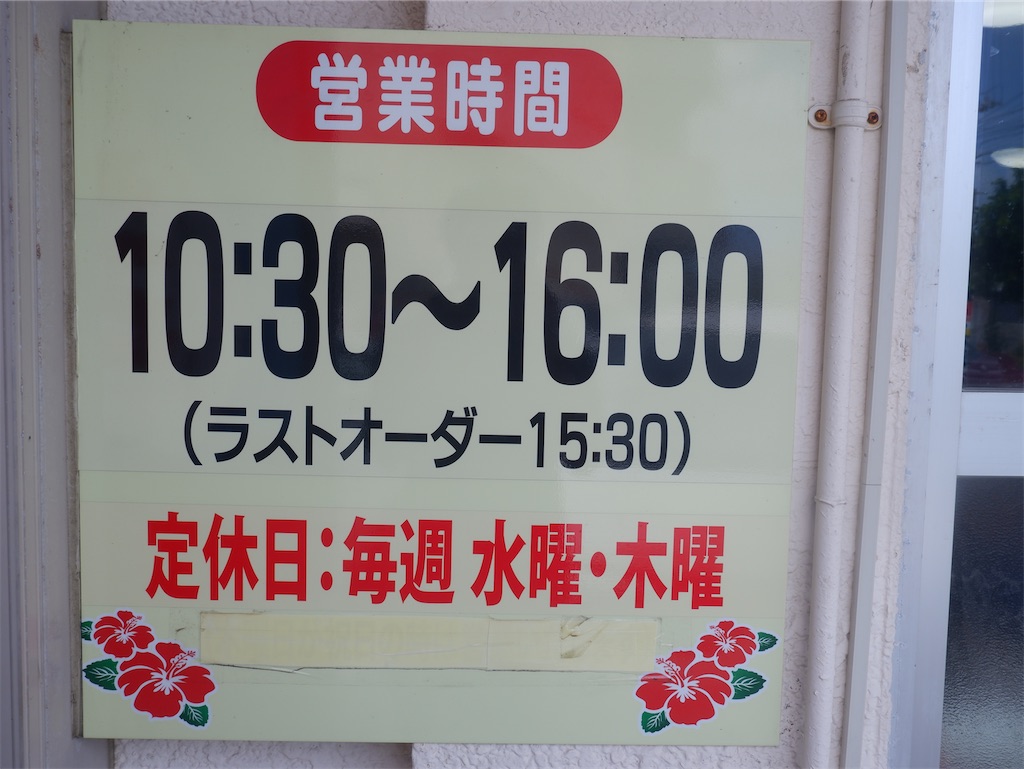 営業時間
10:30～16:00
(ラストオーダー15:30)
定休日:毎週 水曜・木曜